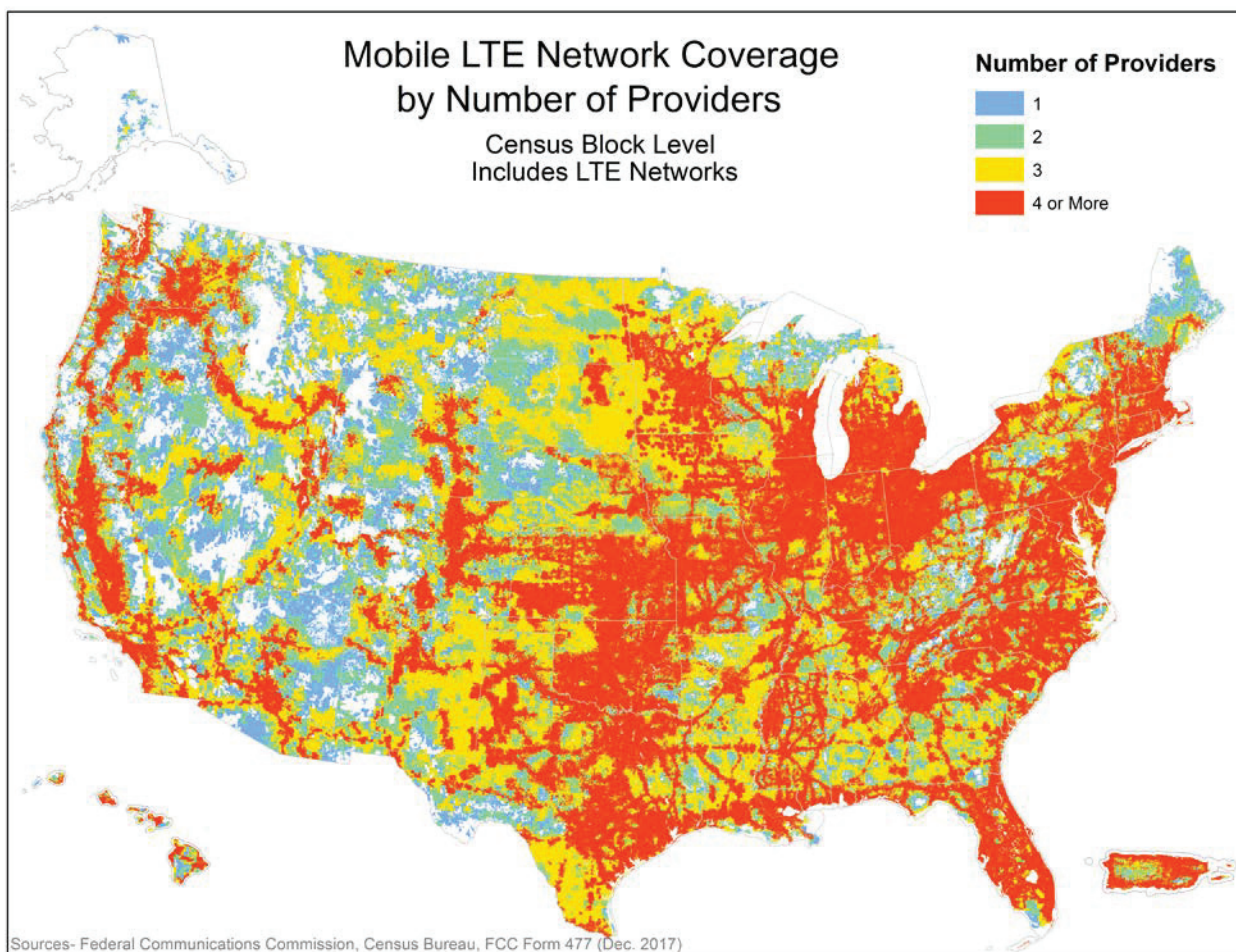 Mobile LTE Network Coverage
by Number of Providers
Census Block Level
Includes LTE Networks
Number of Providers
1
2
3
4 or More
Sources- Federal Communications Commission, Census Bureau, FCC Form 477 (Dec. 2017)